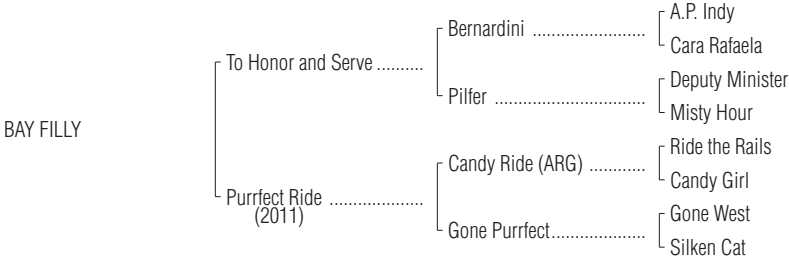 A.P. Indy
Bernardini ........................
Cara Rafaela
To Honor and Serve ..........
Deputy Minister
Pilfer ................................
Misty Hour
BAY FILLY
Ride the Rails
Candy Ride (ARG) ............
Candy Girl
Purrfect Ride ....................
(2011)
Gone West
Gone Purrfect....................
Silken Cat